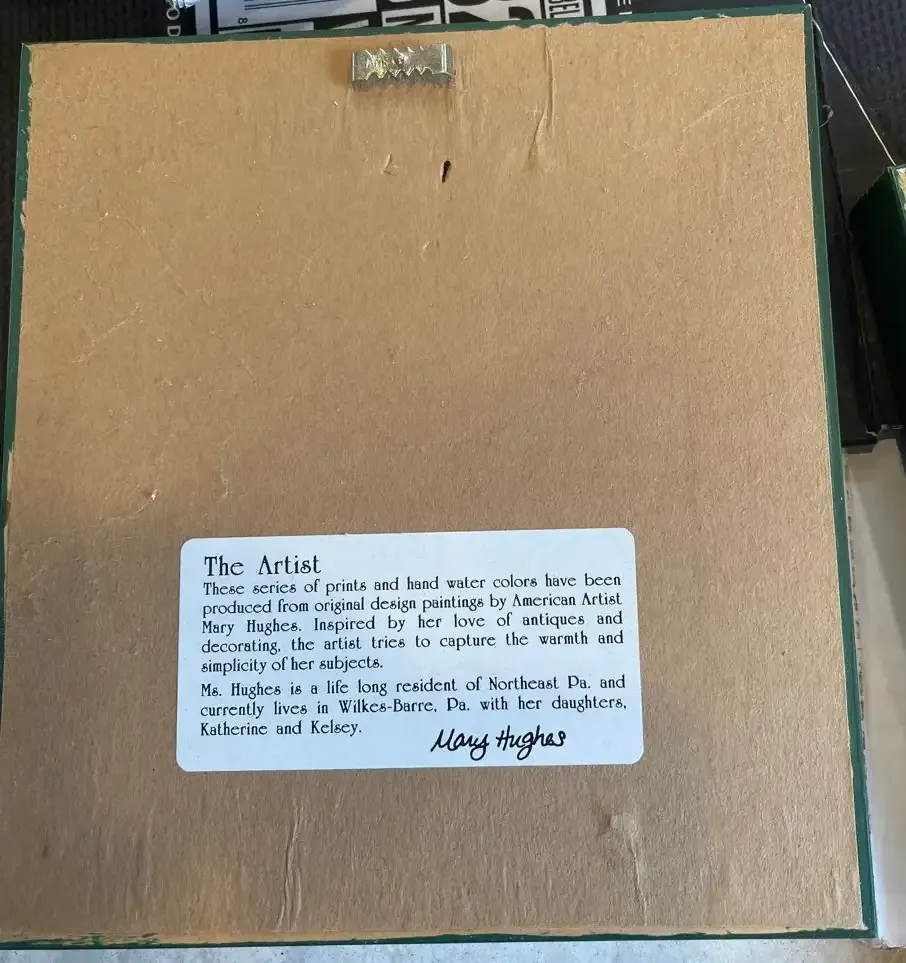 The Artist
These series of prints and hand water colors have been
produced from original design paintings by American Artist
Mary Hughes. Inspired by her love of antiques and
decorating, the artist tries to capture the warmth and
simplicity of her subjects.
Ms. Hughes is a life long resident of Northeast Pa. and
currently lives in Wilkes-Barre, Pa. with her daughters,
Katherine and Kelsey.
Mary Hughes